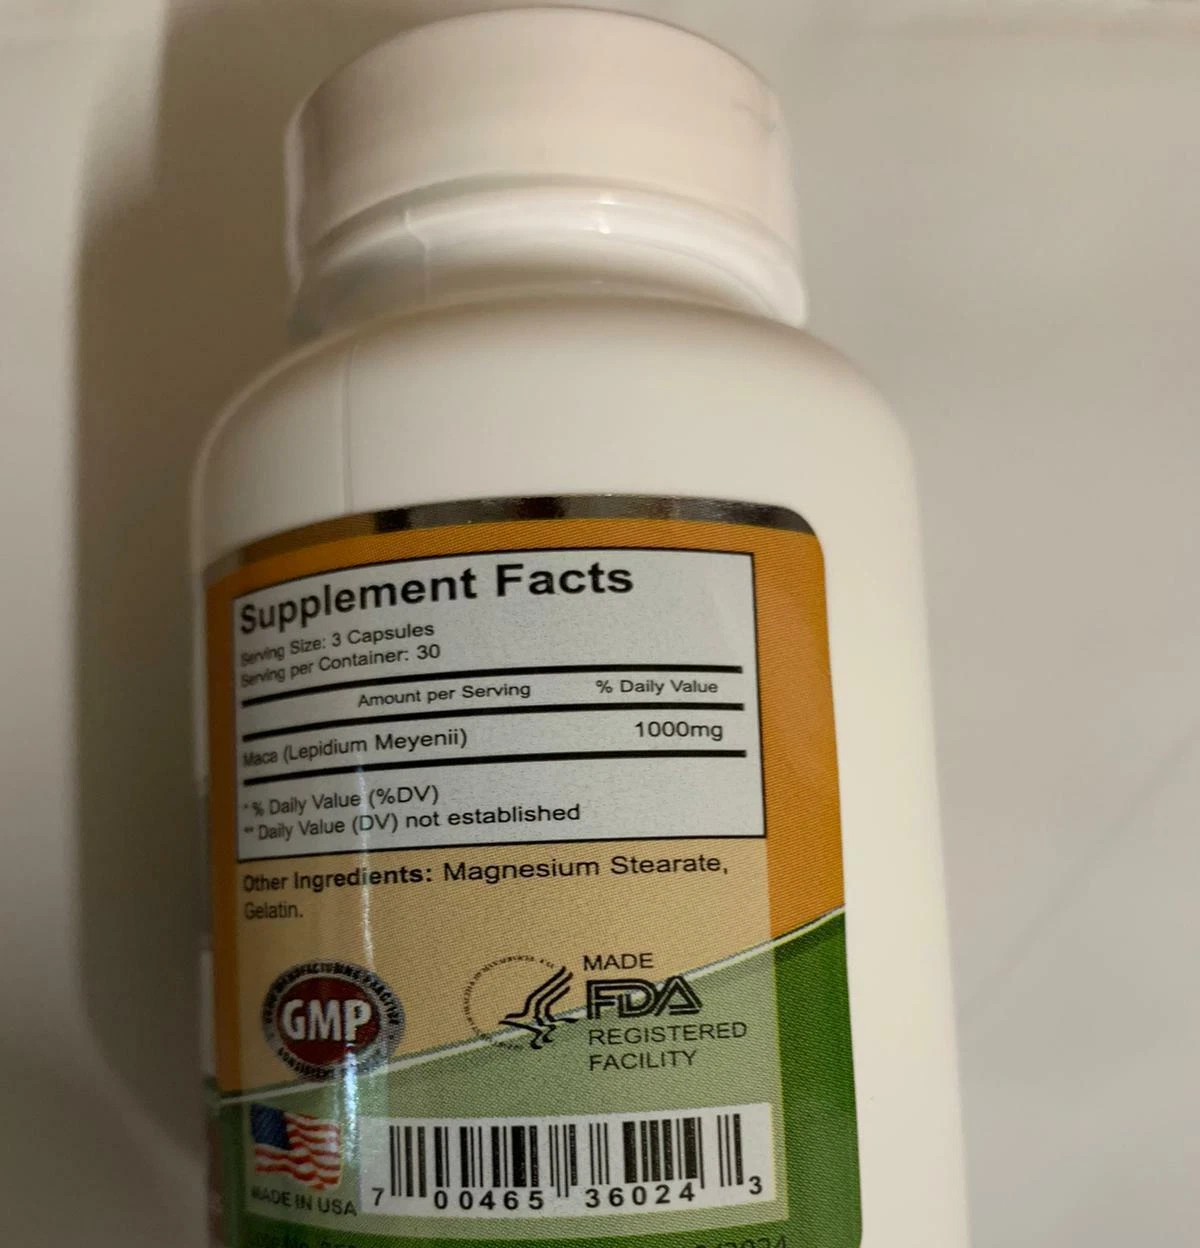 Supplement Facts
Serving Size: 3 Capsules
Serving per Container: 30
Amount per Serving % Daily Value
Maca (Lepidium Meyenii) 1000mg
* % Daily Value (%DV)
** Daily Value (DV) not established
Other Ingredients: Magnesium Stearate,
Gelatin.
GMP
MADE
FDA
REGISTERED
FACILITY
MADE IN USA
7 00465 36024 3